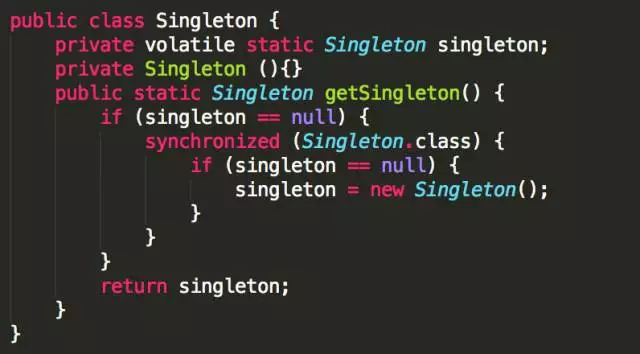 public class Singleton {
    private volatile static Singleton singleton;
    private Singleton (){}
    public static Singleton getSingleton() {
        if (singleton == null) {
            synchronized (Singleton.class) {
                if (singleton == null) {
                    singleton = new Singleton();
                }
            }
        }
        return singleton;
    }
}